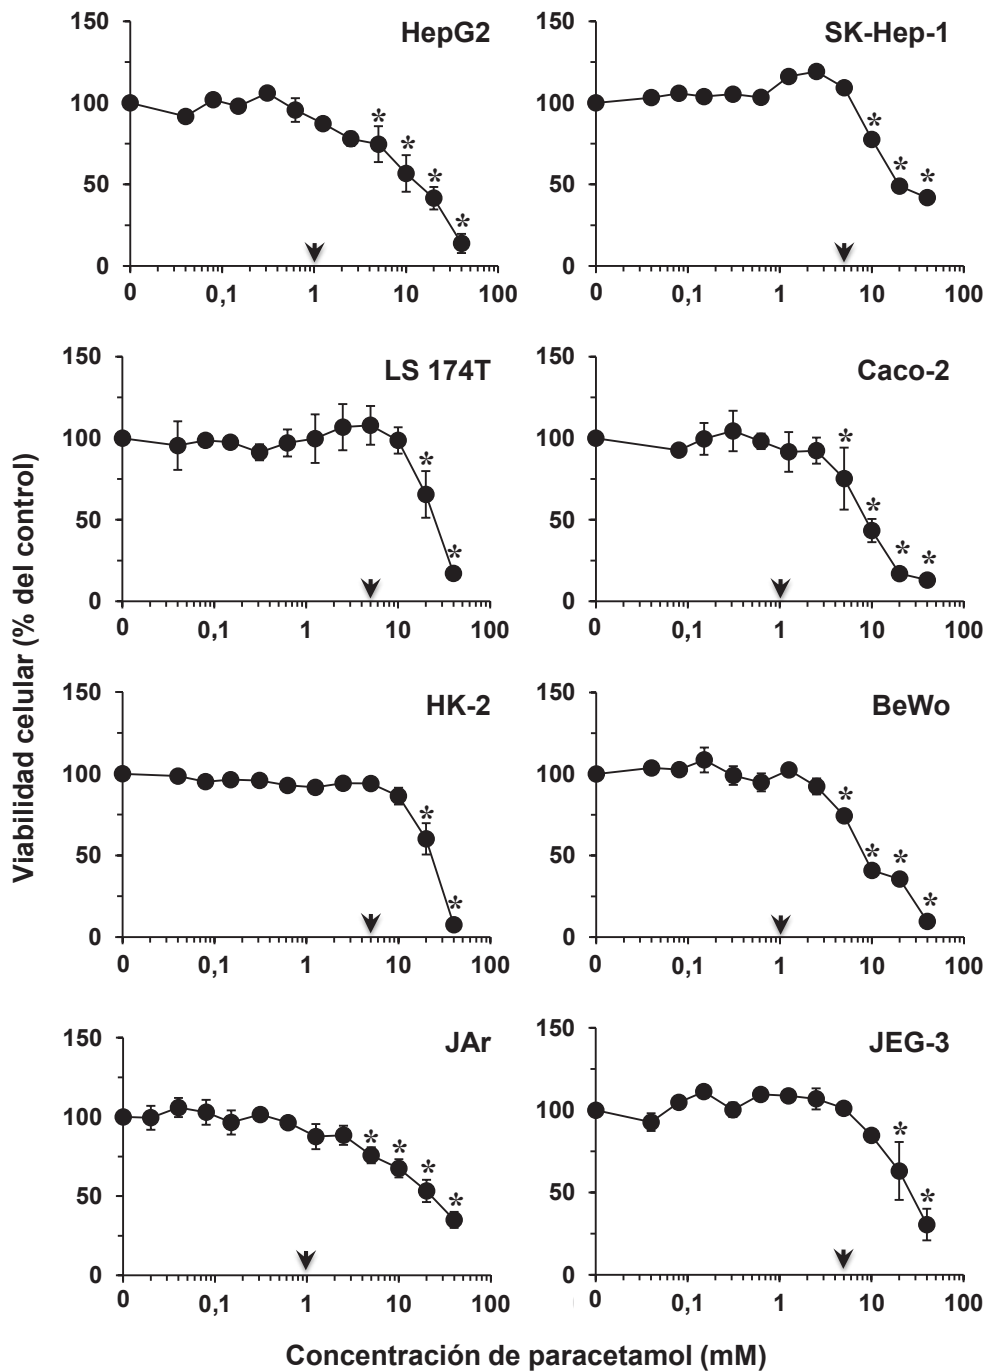 Viabilidad celular (% del control)
HepG2
150
100
50
0
* * * *
0 0,1 1 10 100
SK-Hep-1
150
100
50
0
* * *
0 0,1 1 10 100
LS 174T
150
100
50
0
* *
0 0,1 1 10 100
Caco-2
150
100
50
0
* * * *
0 0,1 1 10 100
HK-2
150
100
50
0
* *
0 0,1 1 10 100
BeWo
150
100
50
0
* * * *
0 0,1 1 10 100
JAr
150
100
50
0
* * * *
0 0,1 1 10 100
JEG-3
150
100
50
0
* *
0 0,1 1 10 100
Concentración de paracetamol (mM)